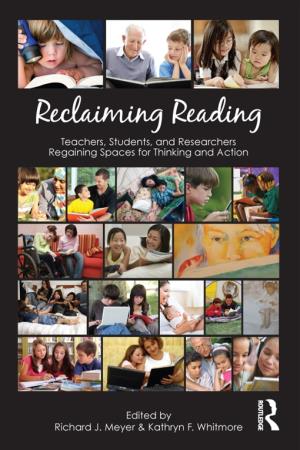 Reclaiming Reading
Teachers, Students, and Researchers
Regaining Spaces for Thinking and Action
Edited by
Richard J. Meyer & Kathryn F. Whitmore
ROUTLEDGE